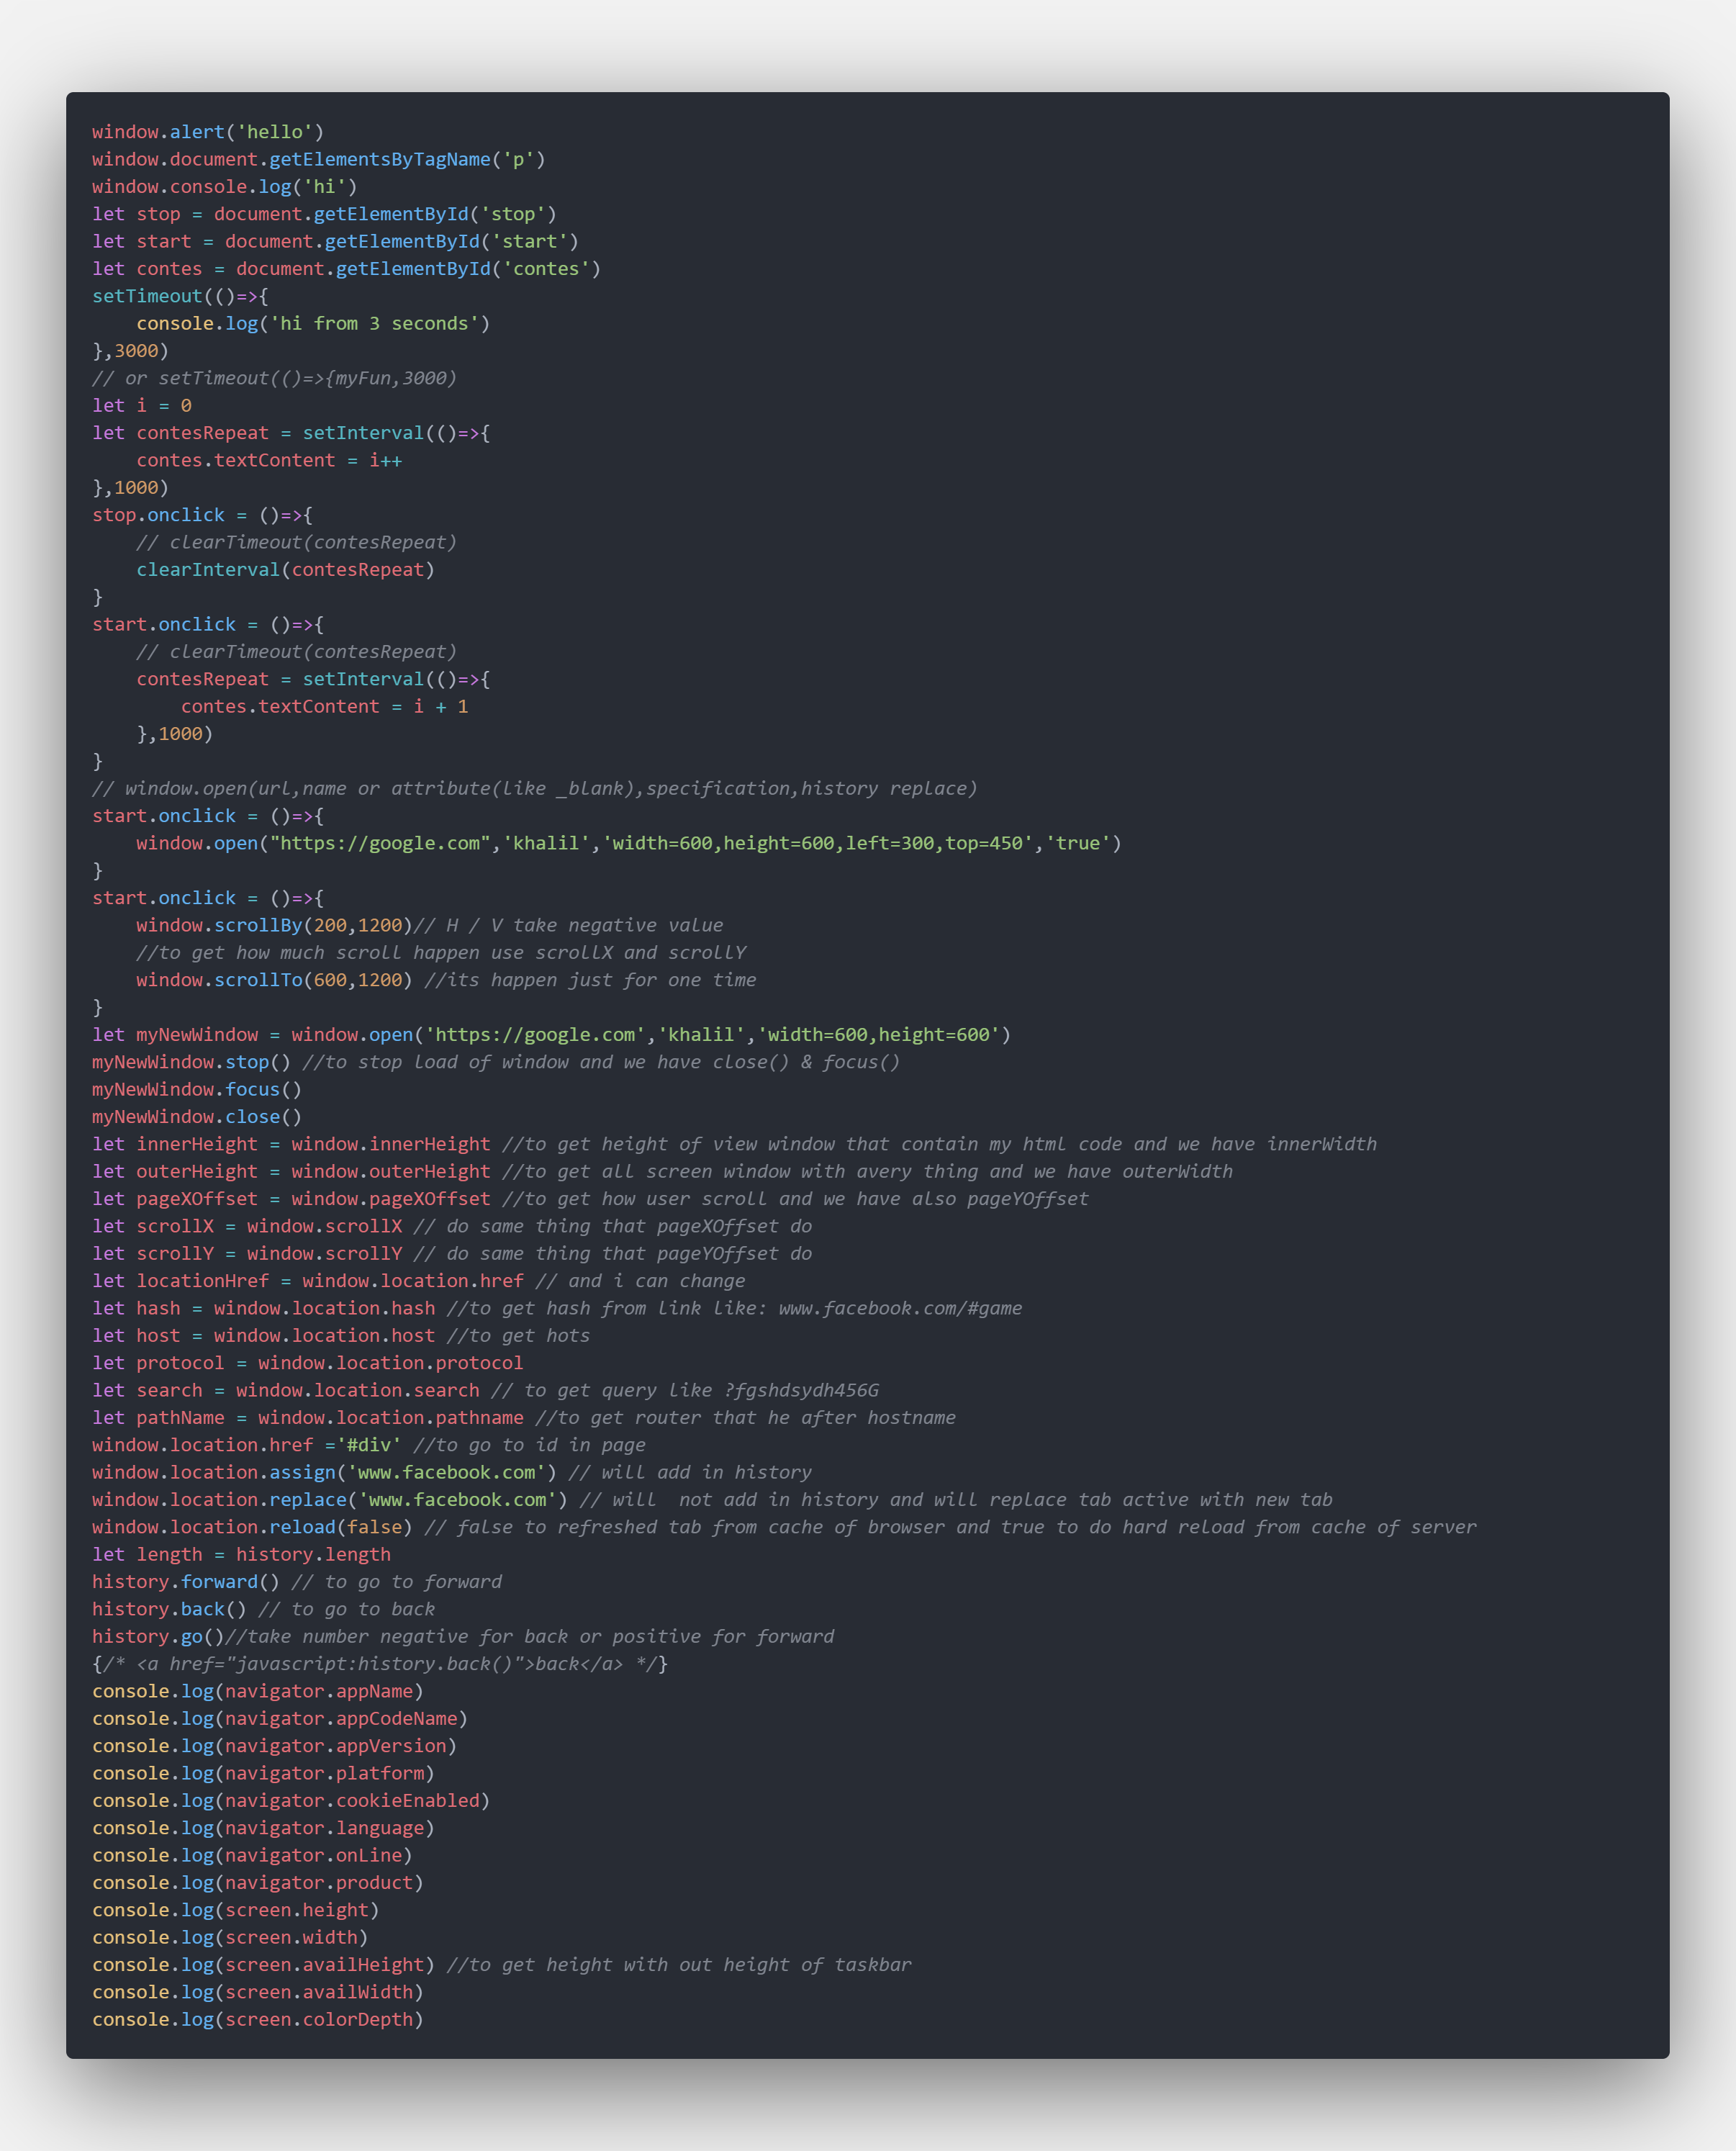 window.alert('hello')
window.document.getElementsByTagName('p')
window.console.log('hi')
let stop = document.getElementById('stop')
let start = document.getElementById('start')
let contes = document.getElementById('contes')
setTimeout(()=>{
    console.log('hi from 3 seconds')
},3000)
// or setTimeout(()=>{myFun,3000)
let i = 0
let contesRepeat = setInterval(()=>{
    contes.textContent = i++
},1000)
stop.onclick = ()=>{
    // clearTimeout(contesRepeat)
    clearInterval(contesRepeat)
}
start.onclick = ()=>{
    // clearTimeout(contesRepeat)
    contesRepeat = setInterval(()=>{
        contes.textContent = i + 1
    },1000)
}
// window.open(url,name or attribute(like _blank),specification,history replace)
start.onclick = ()=>{
    window.open("https://google.com",'khalil','width=600,height=600,left=300,top=450','true')
}
start.onclick = ()=>{
    window.scrollBy(200,1200)// H / V take negative value
    //to get how much scroll happen use scrollX and scrollY
    window.scrollTo(600,1200) //its happen just for one time
}
let myNewWindow = window.open('https://google.com','khalil','width=600,height=600')
myNewWindow.stop() //to stop load of window and we have close() & focus()
myNewWindow.focus()
myNewWindow.close()
let innerHeight = window.innerHeight //to get height of view window that contain my html code and we have innerWidth
let outerHeight = window.outerHeight //to get all screen window with avery thing and we have outerWidth
let pageXOffset = window.pageXOffset //to get how user scroll and we have also pageYOffset
let scrollX = window.scrollX // do same thing that pageXOffset do
let scrollY = window.scrollY // do same thing that pageYOffset do
let locationHref = window.location.href // and i can change
let hash = window.location.hash //to get hash from link like: www.facebook.com/#game
let host = window.location.host //to get hots
let protocol = window.location.protocol
let search = window.location.search // to get query like ?fgshdsydh456G
let pathName = window.location.pathname //to get router that he after hostname
window.location.href ='#div' //to go to id in page
window.location.assign('www.facebook.com') // will add in history
window.location.replace('www.facebook.com') // will  not add in history and will replace tab active with new tab
window.location.reload(false) // false to refreshed tab from cache of browser and true to do hard reload from cache of server
let length = history.length
history.forward() // to go to forward
history.back() // to go to back
history.go()//take number negative for back or positive for forward
{/* <a href="javascript:history.back()">back</a> */}
console.log(navigator.appName)
console.log(navigator.appCodeName)
console.log(navigator.appVersion)
console.log(navigator.platform)
console.log(navigator.cookieEnabled)
console.log(navigator.language)
console.log(navigator.onLine)
console.log(navigator.product)
console.log(screen.height)
console.log(screen.width)
console.log(screen.availHeight) //to get height with out height of taskbar
console.log(screen.availWidth)
console.log(screen.colorDepth)